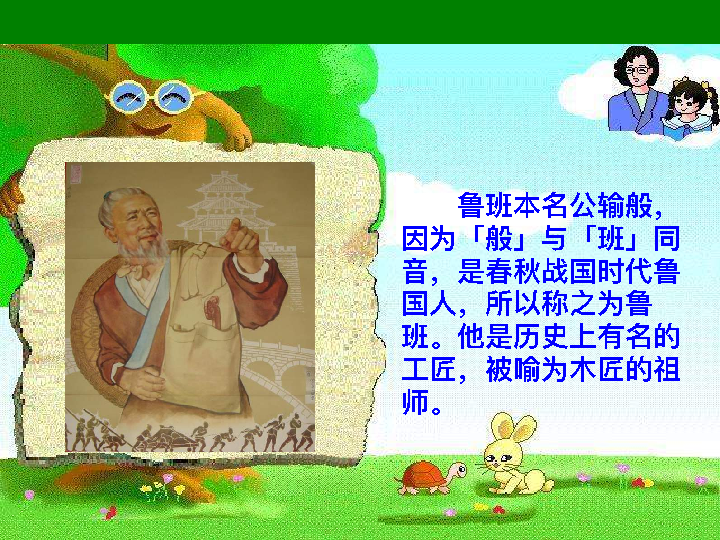 鲁班本名公输般，
因为「般」与「班」同
音，是春秋战国时代鲁
国人，所以称之为鲁
班。他是历史上有名的
工匠，被喻为木匠的祖
师。